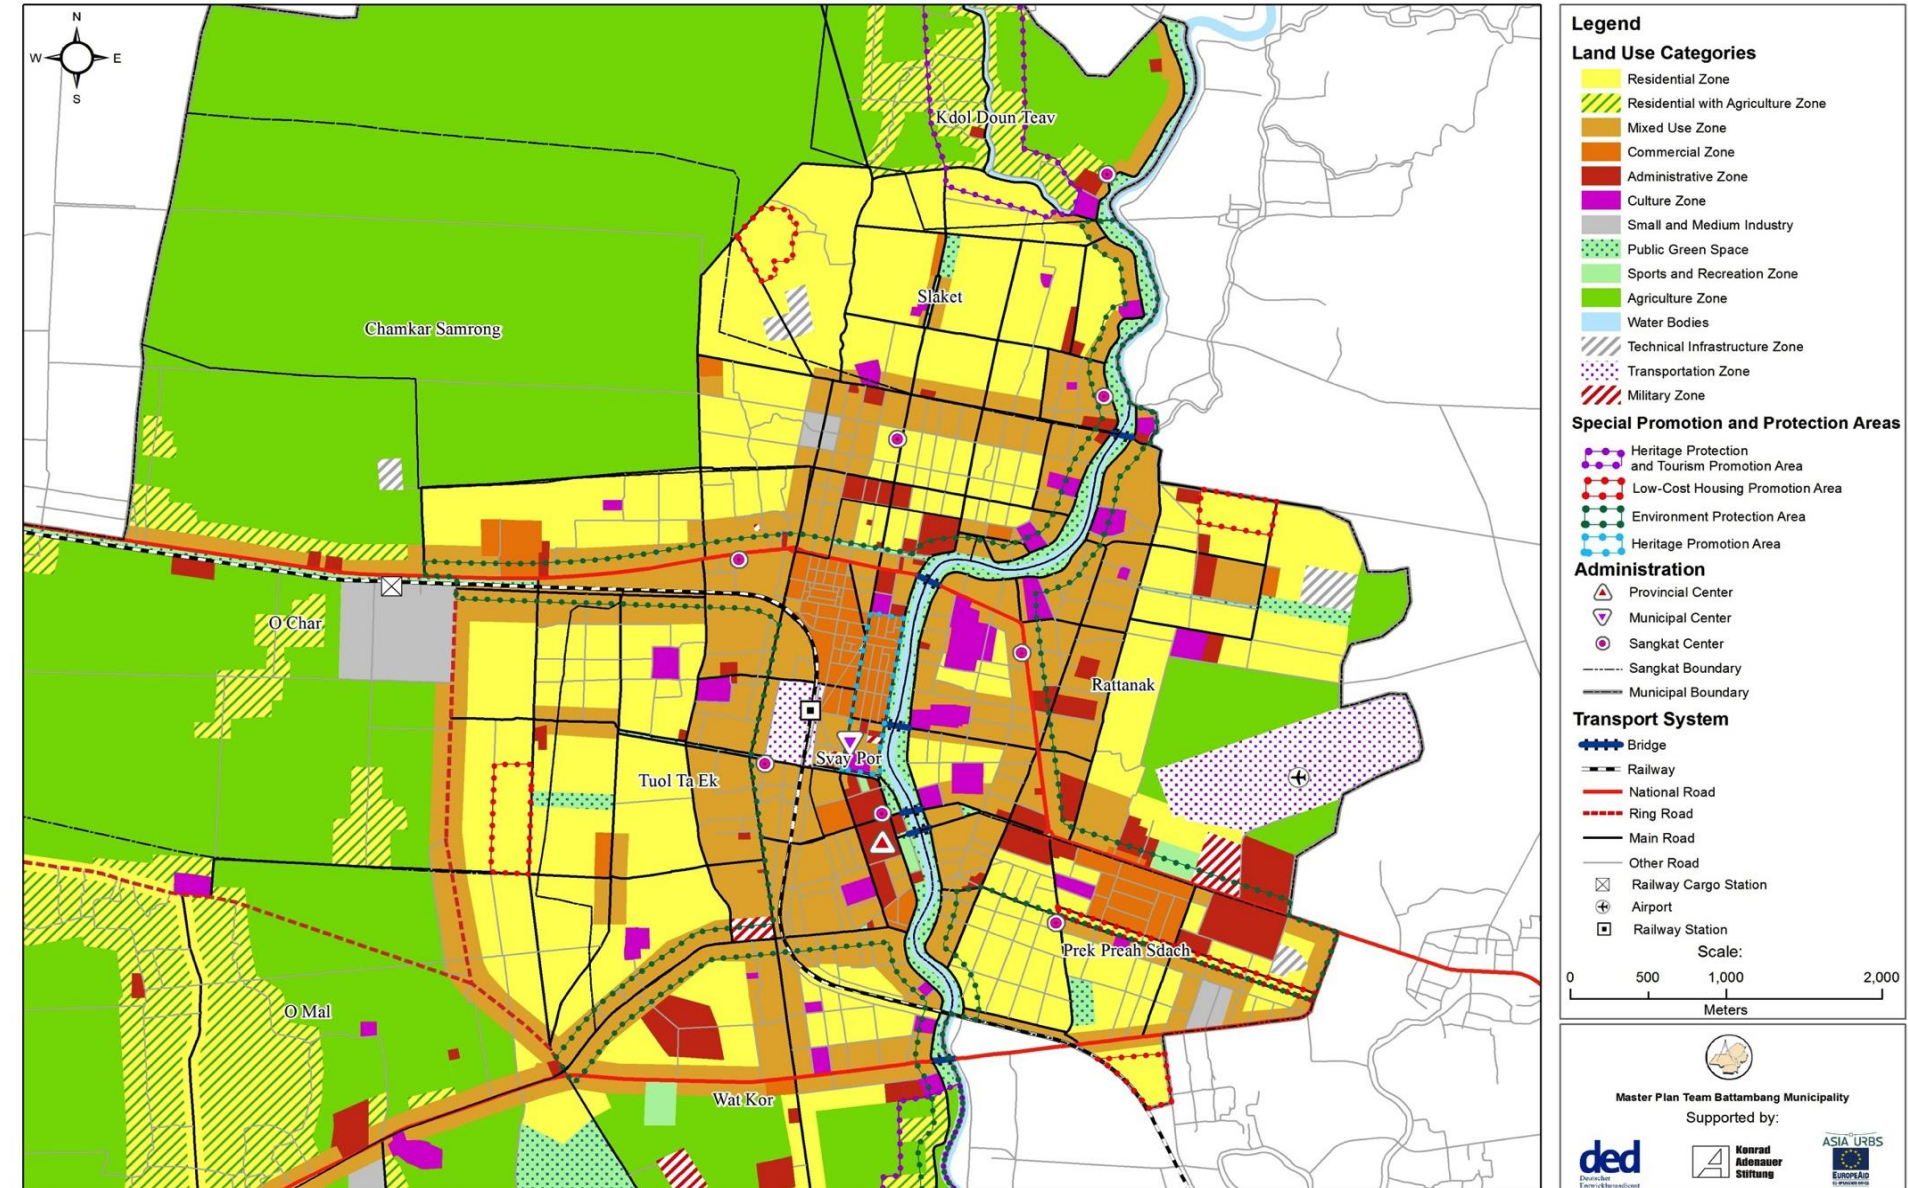 N
W
E
S
Kdol Doun Teav
Slaket
Chamkar Samrong
O Char
Rattanak
Svay Por
Tuol Ta Ek
Prek Preah Sdach
O Mal
Wat Kor
Legend
Land Use Categories
Residential Zone
Residential with Agriculture Zone
Mixed Use Zone
Commercial Zone
Administrative Zone
Culture Zone
Small and Medium Industry
Public Green Space
Sports and Recreation Zone
Agriculture Zone
Water Bodies
Technical Infrastructure Zone
Transportation Zone
Military Zone
Special Promotion and Protection Areas
Heritage Protection
and Tourism Promotion Area
Low-Cost Housing Promotion Area
Environment Protection Area
Heritage Promotion Area
Administration
Provincial Center
Municipal Center
Sangkat Center
Sangkat Boundary
Municipal Boundary
Transport System
Bridge
Railway
National Road
Ring Road
Main Road
Other Road
Railway Cargo Station
Airport
Railway Station
Scale:
0 500 1,000 2,000
Meters
Master Plan Team Battambang Municipality
Supported by:
ded
Deutscher
Entwicklungsdienst
Konrad
Adenauer
Stiftung
ASIA URBS
EUROPEAID